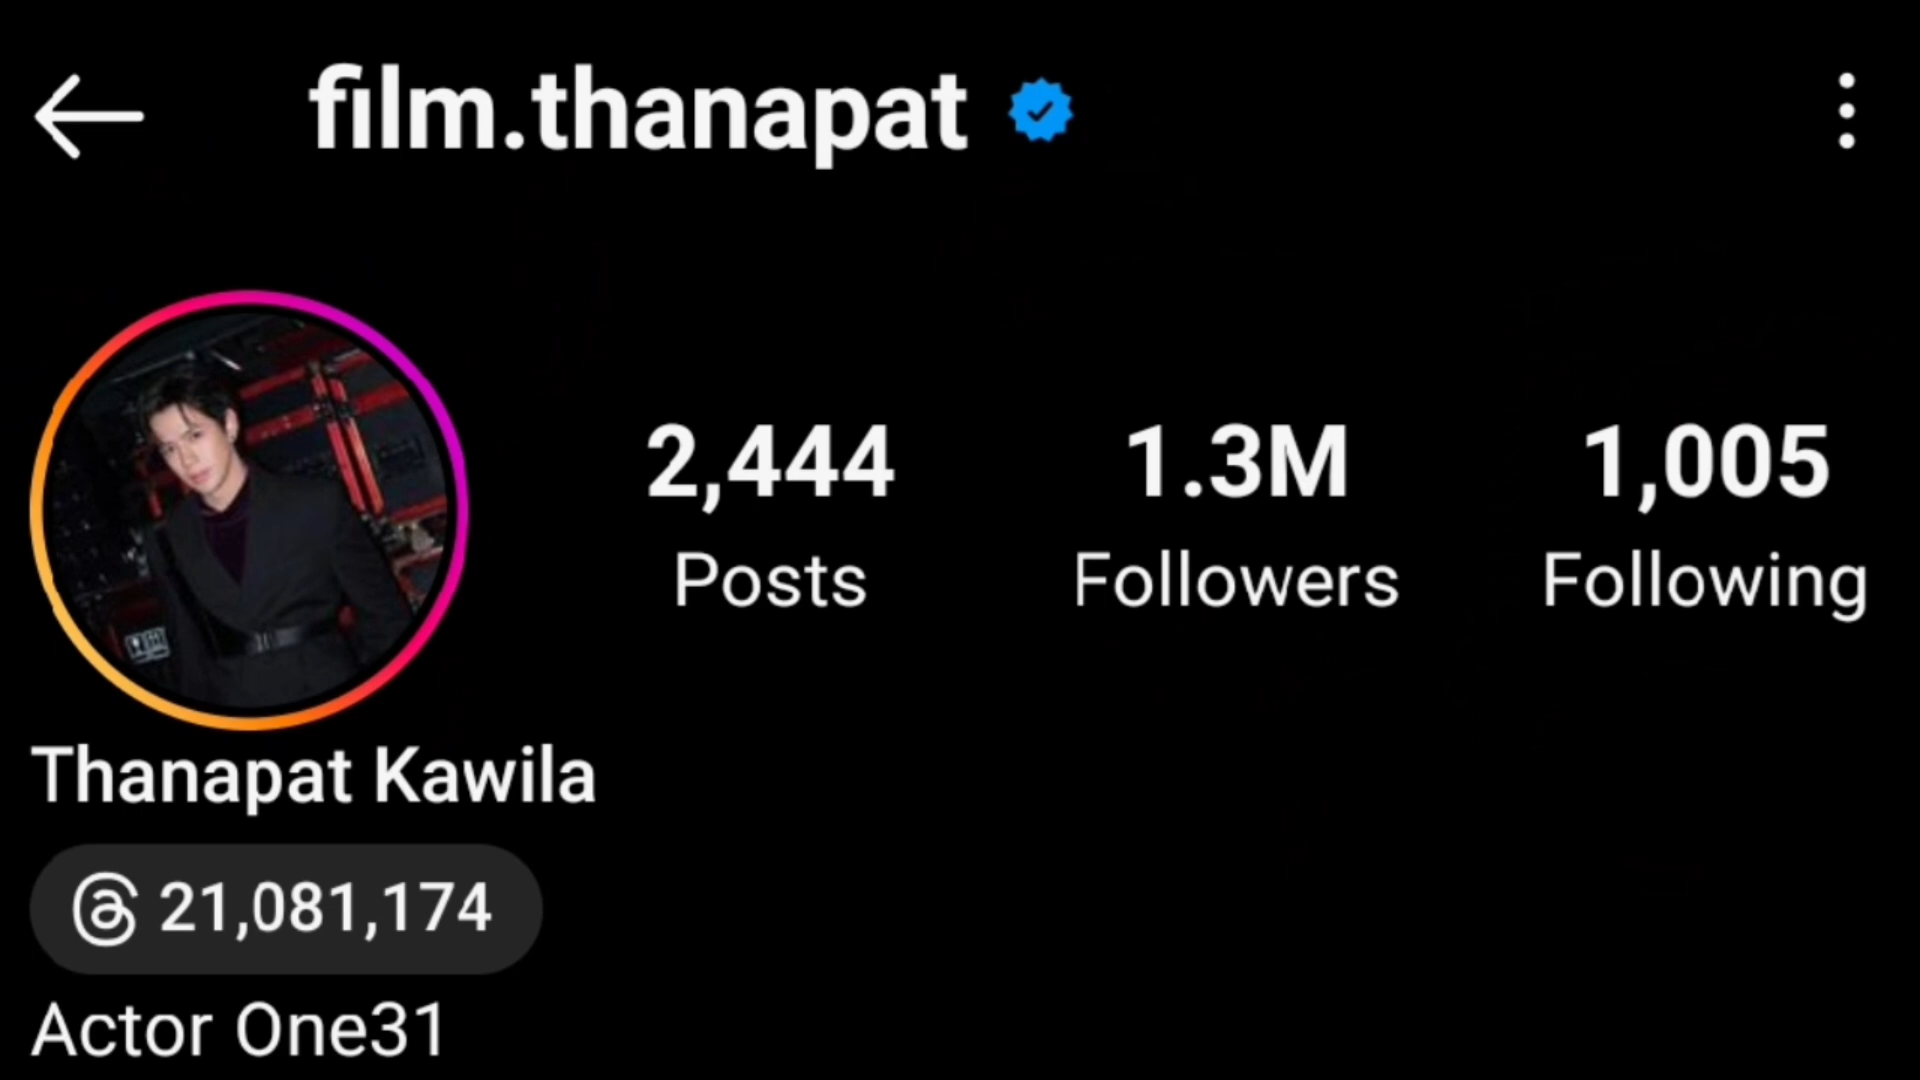 film.thanapat
2,444 1.3M 1,005
Posts Followers Following
Thanapat Kawila
21,081,174
Actor One31